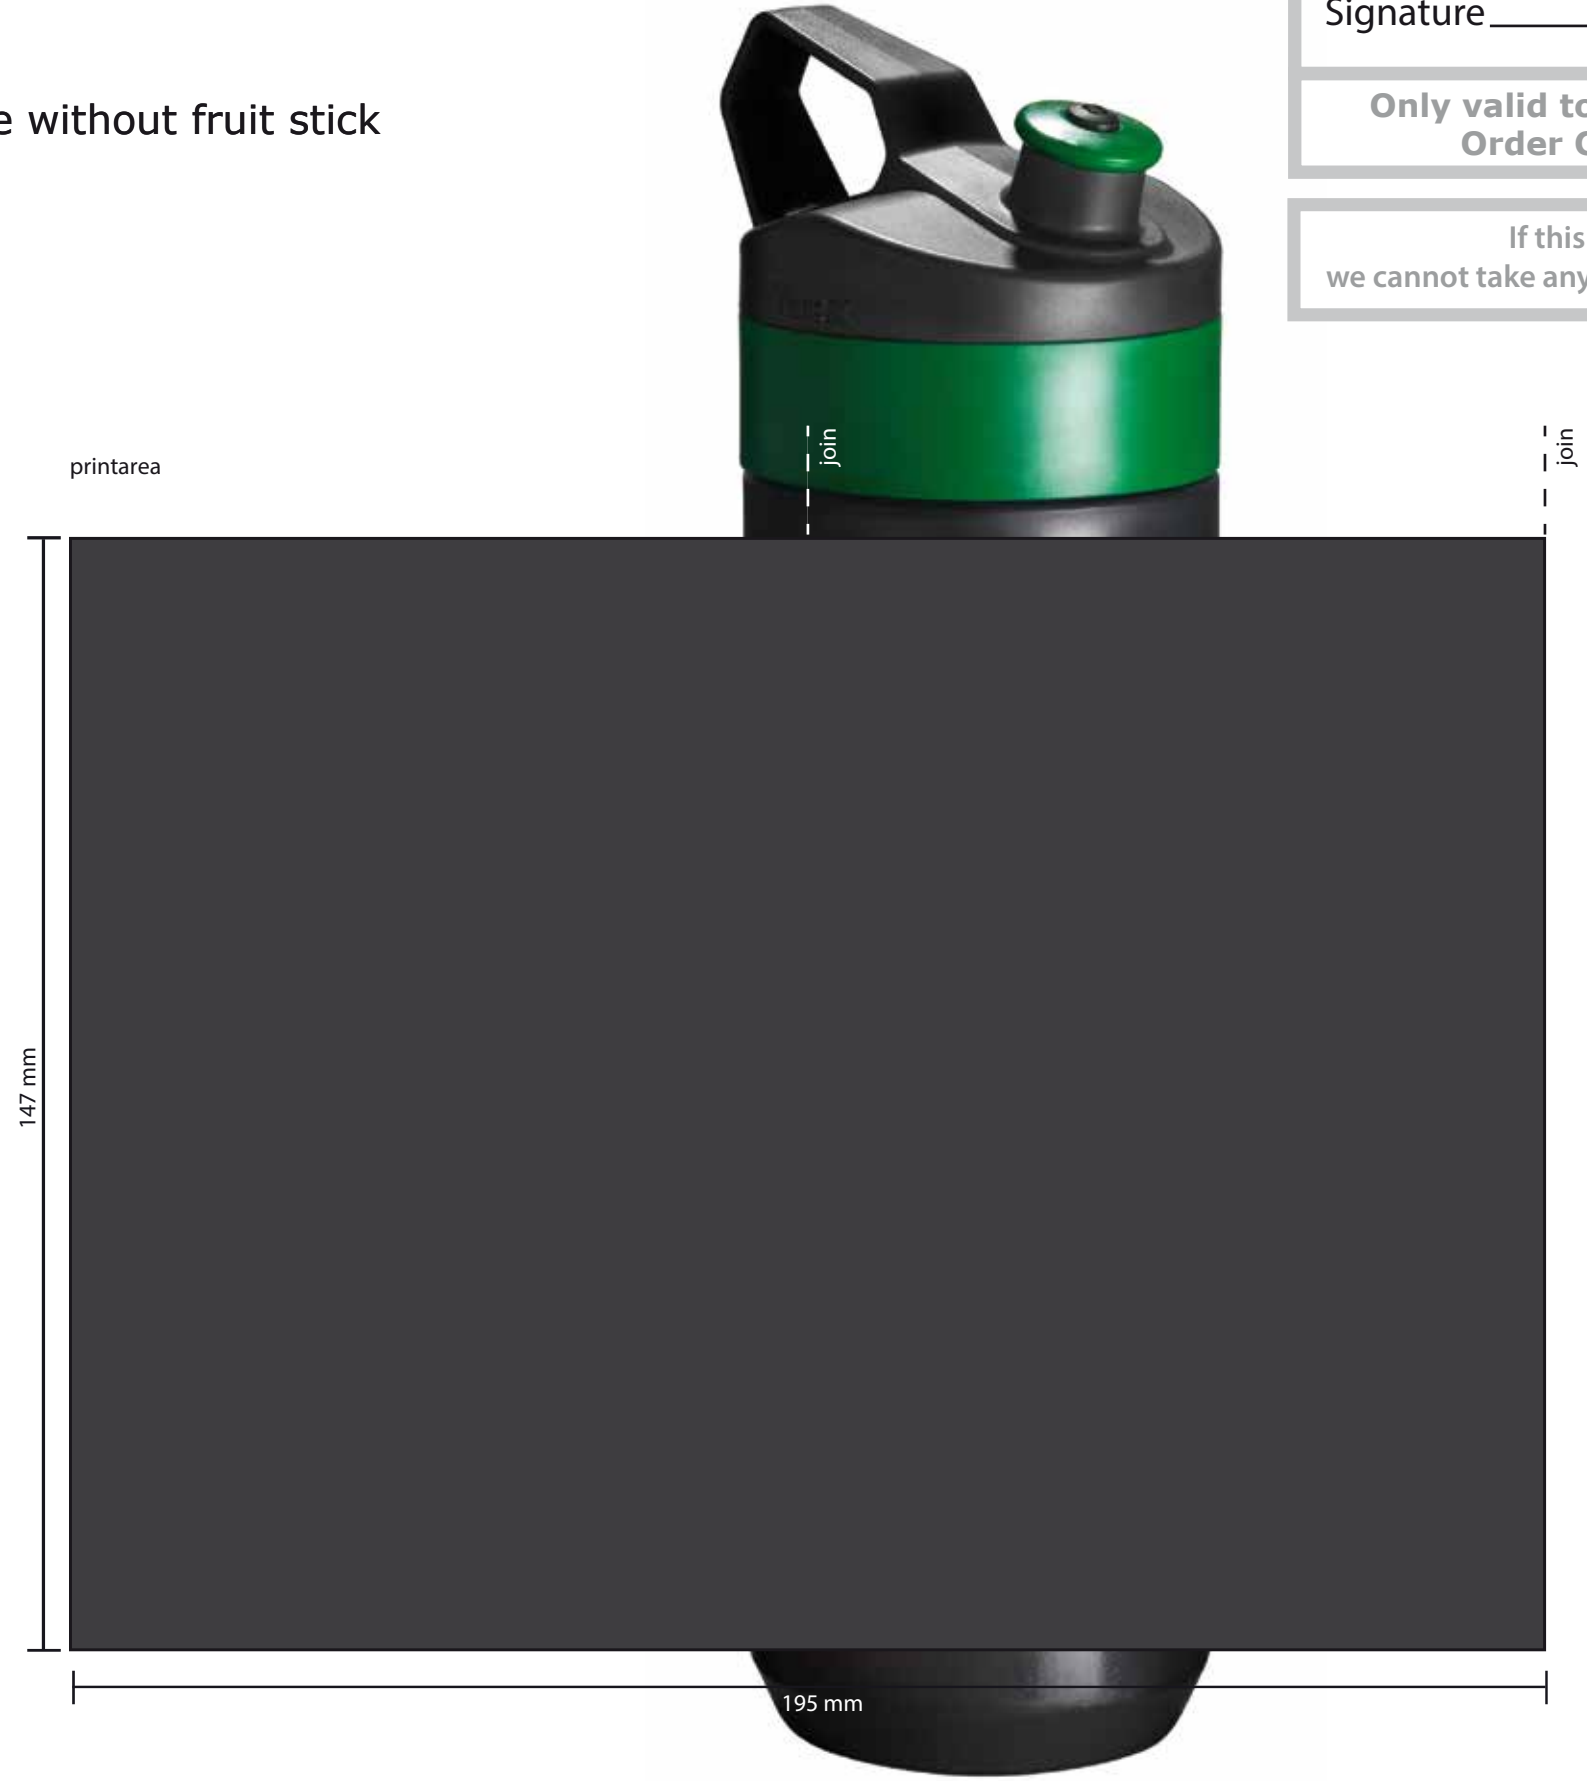 Signature
e without fruit stick
Only valid to
Order C
If this
we cannot take any
join
join
printarea
147 mm
195 mm